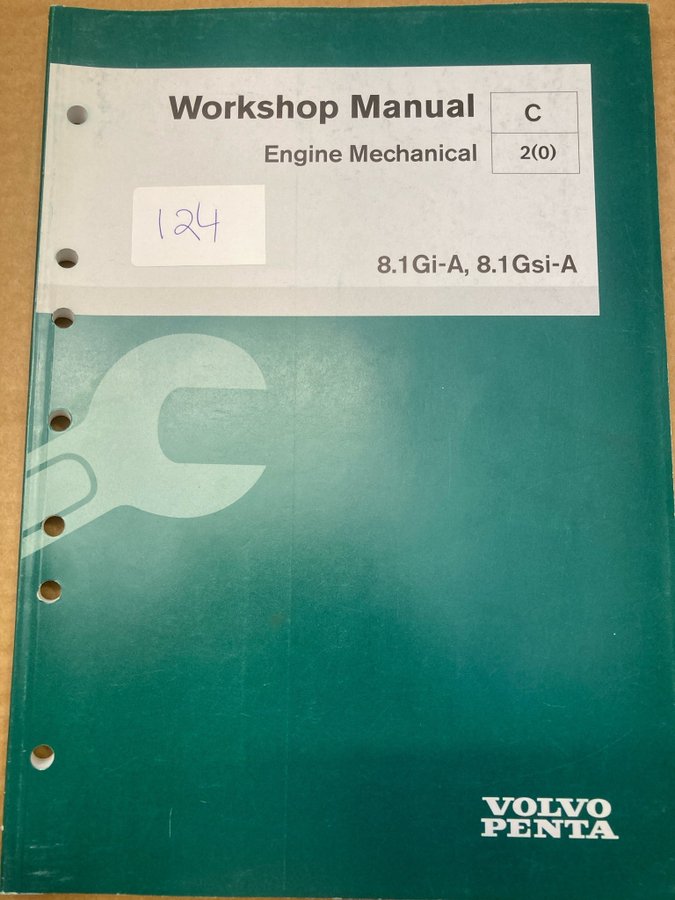 Workshop Manual
C
Engine Mechanical
2(0)
124
8.1Gi-A, 8.1Gsi-A
VOLVO
PENTA